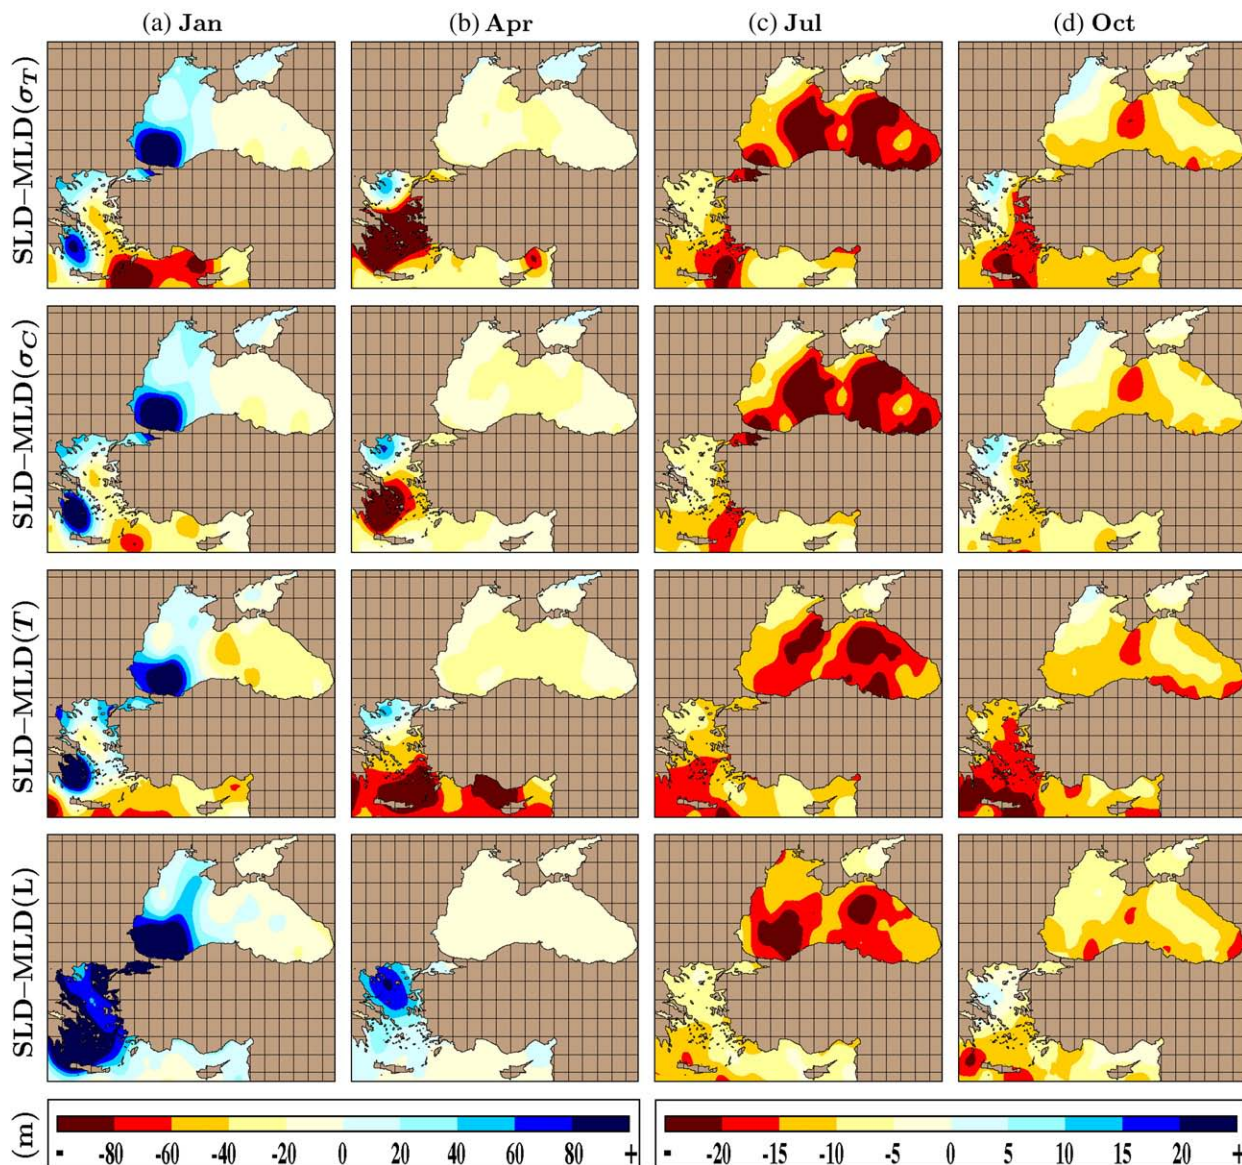 (a) Jan (b) Apr (c) Jul (d) Oct
SLD–MLD(σT)
SLD–MLD(σC)
SLD–MLD(T)
SLD–MLD(L)
(m) - -80 -60 -40 -20 0 20 40 60 80 + - -20 -15 -10 -5 0 5 10 15 20 +